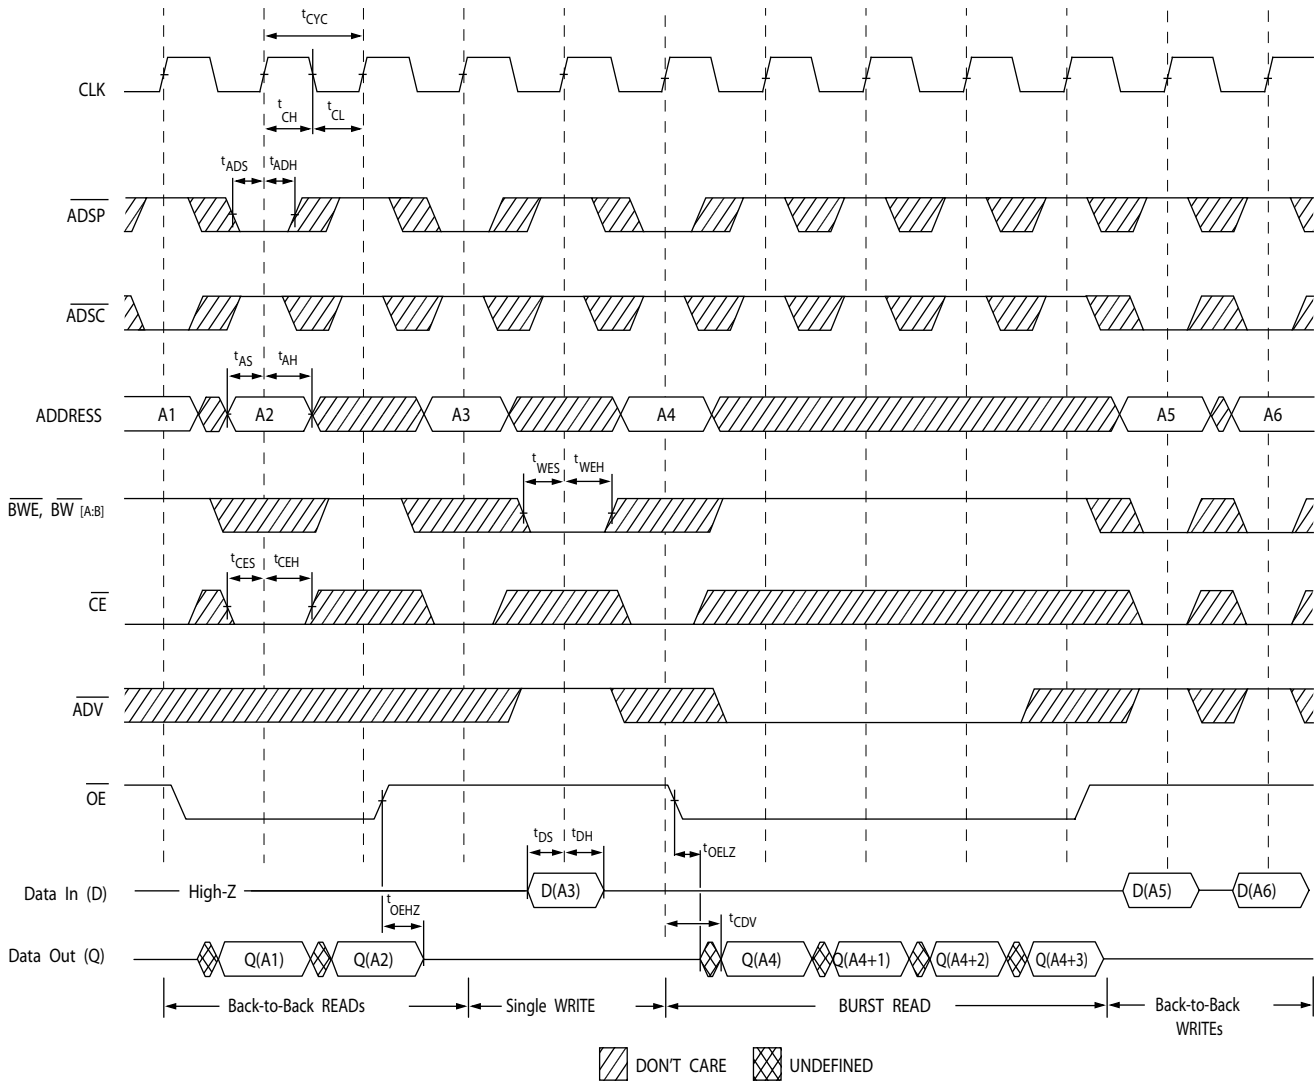 tCYC
CLK
tCH
tCL
tADS
tADH
ADSP
ADSC
tAS
tAH
ADDRESS
A1
A2
A3
A4
A5
A6
tWES
tWEH
BWE, BW [A:B]
tCES
tCEH
CE
ADV
OE
tDS
tDH
tOELZ
Data In (D)
High-Z
D(A3)
D(A5)
D(A6)
tOEHZ
tCDV
Data Out (Q)
Q(A1)
Q(A2)
Q(A4)
Q(A4+1)
Q(A4+2)
Q(A4+3)
Back-to-Back READs
Single WRITE
BURST READ
Back-to-Back
WRITEs
DON'T CARE
UNDEFINED